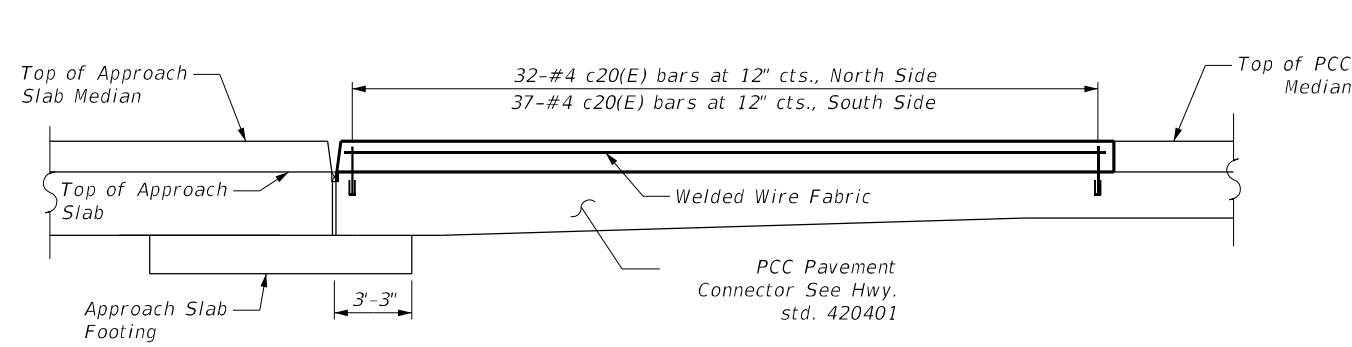 Top of Approach
Slab Median
32-#4 c20(E) bars at 12" cts., North Side
37-#4 c20(E) bars at 12" cts., South Side
Top of PCC
Median
Top of Approach
Slab
Welded Wire Fabric
PCC Pavement
Connector See Hwy.
std. 420401
3'-3"
Approach Slab
Footing